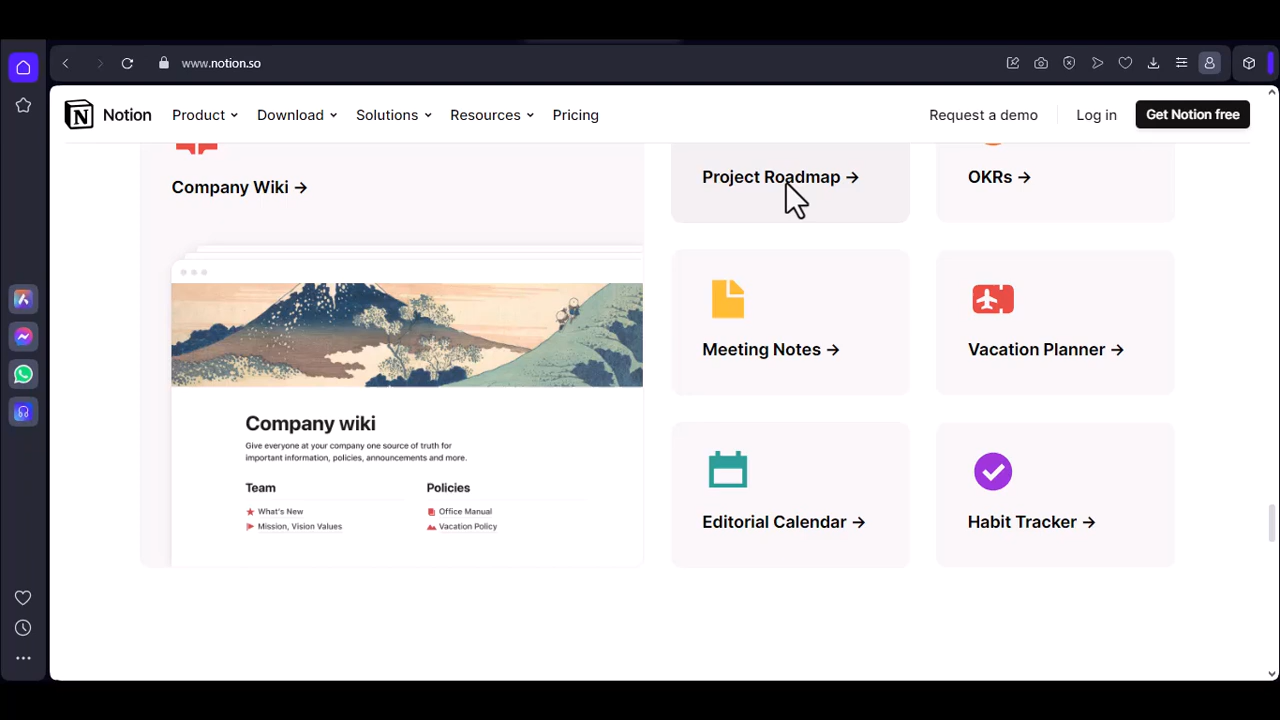 www.notion.so
Notion Product Download Solutions Resources Pricing Request a demo Log in Get Notion free
Company Wiki →
Project Roadmap →
OKRs →
Meeting Notes →
Vacation Planner →
Editorial Calendar →
Habit Tracker →
Company wiki
Give everyone at your company one source of truth for
important information, policies, announcements and more.
Team
What's New
Mission, Vision Values
Policies
Office Manual
Vacation Policy